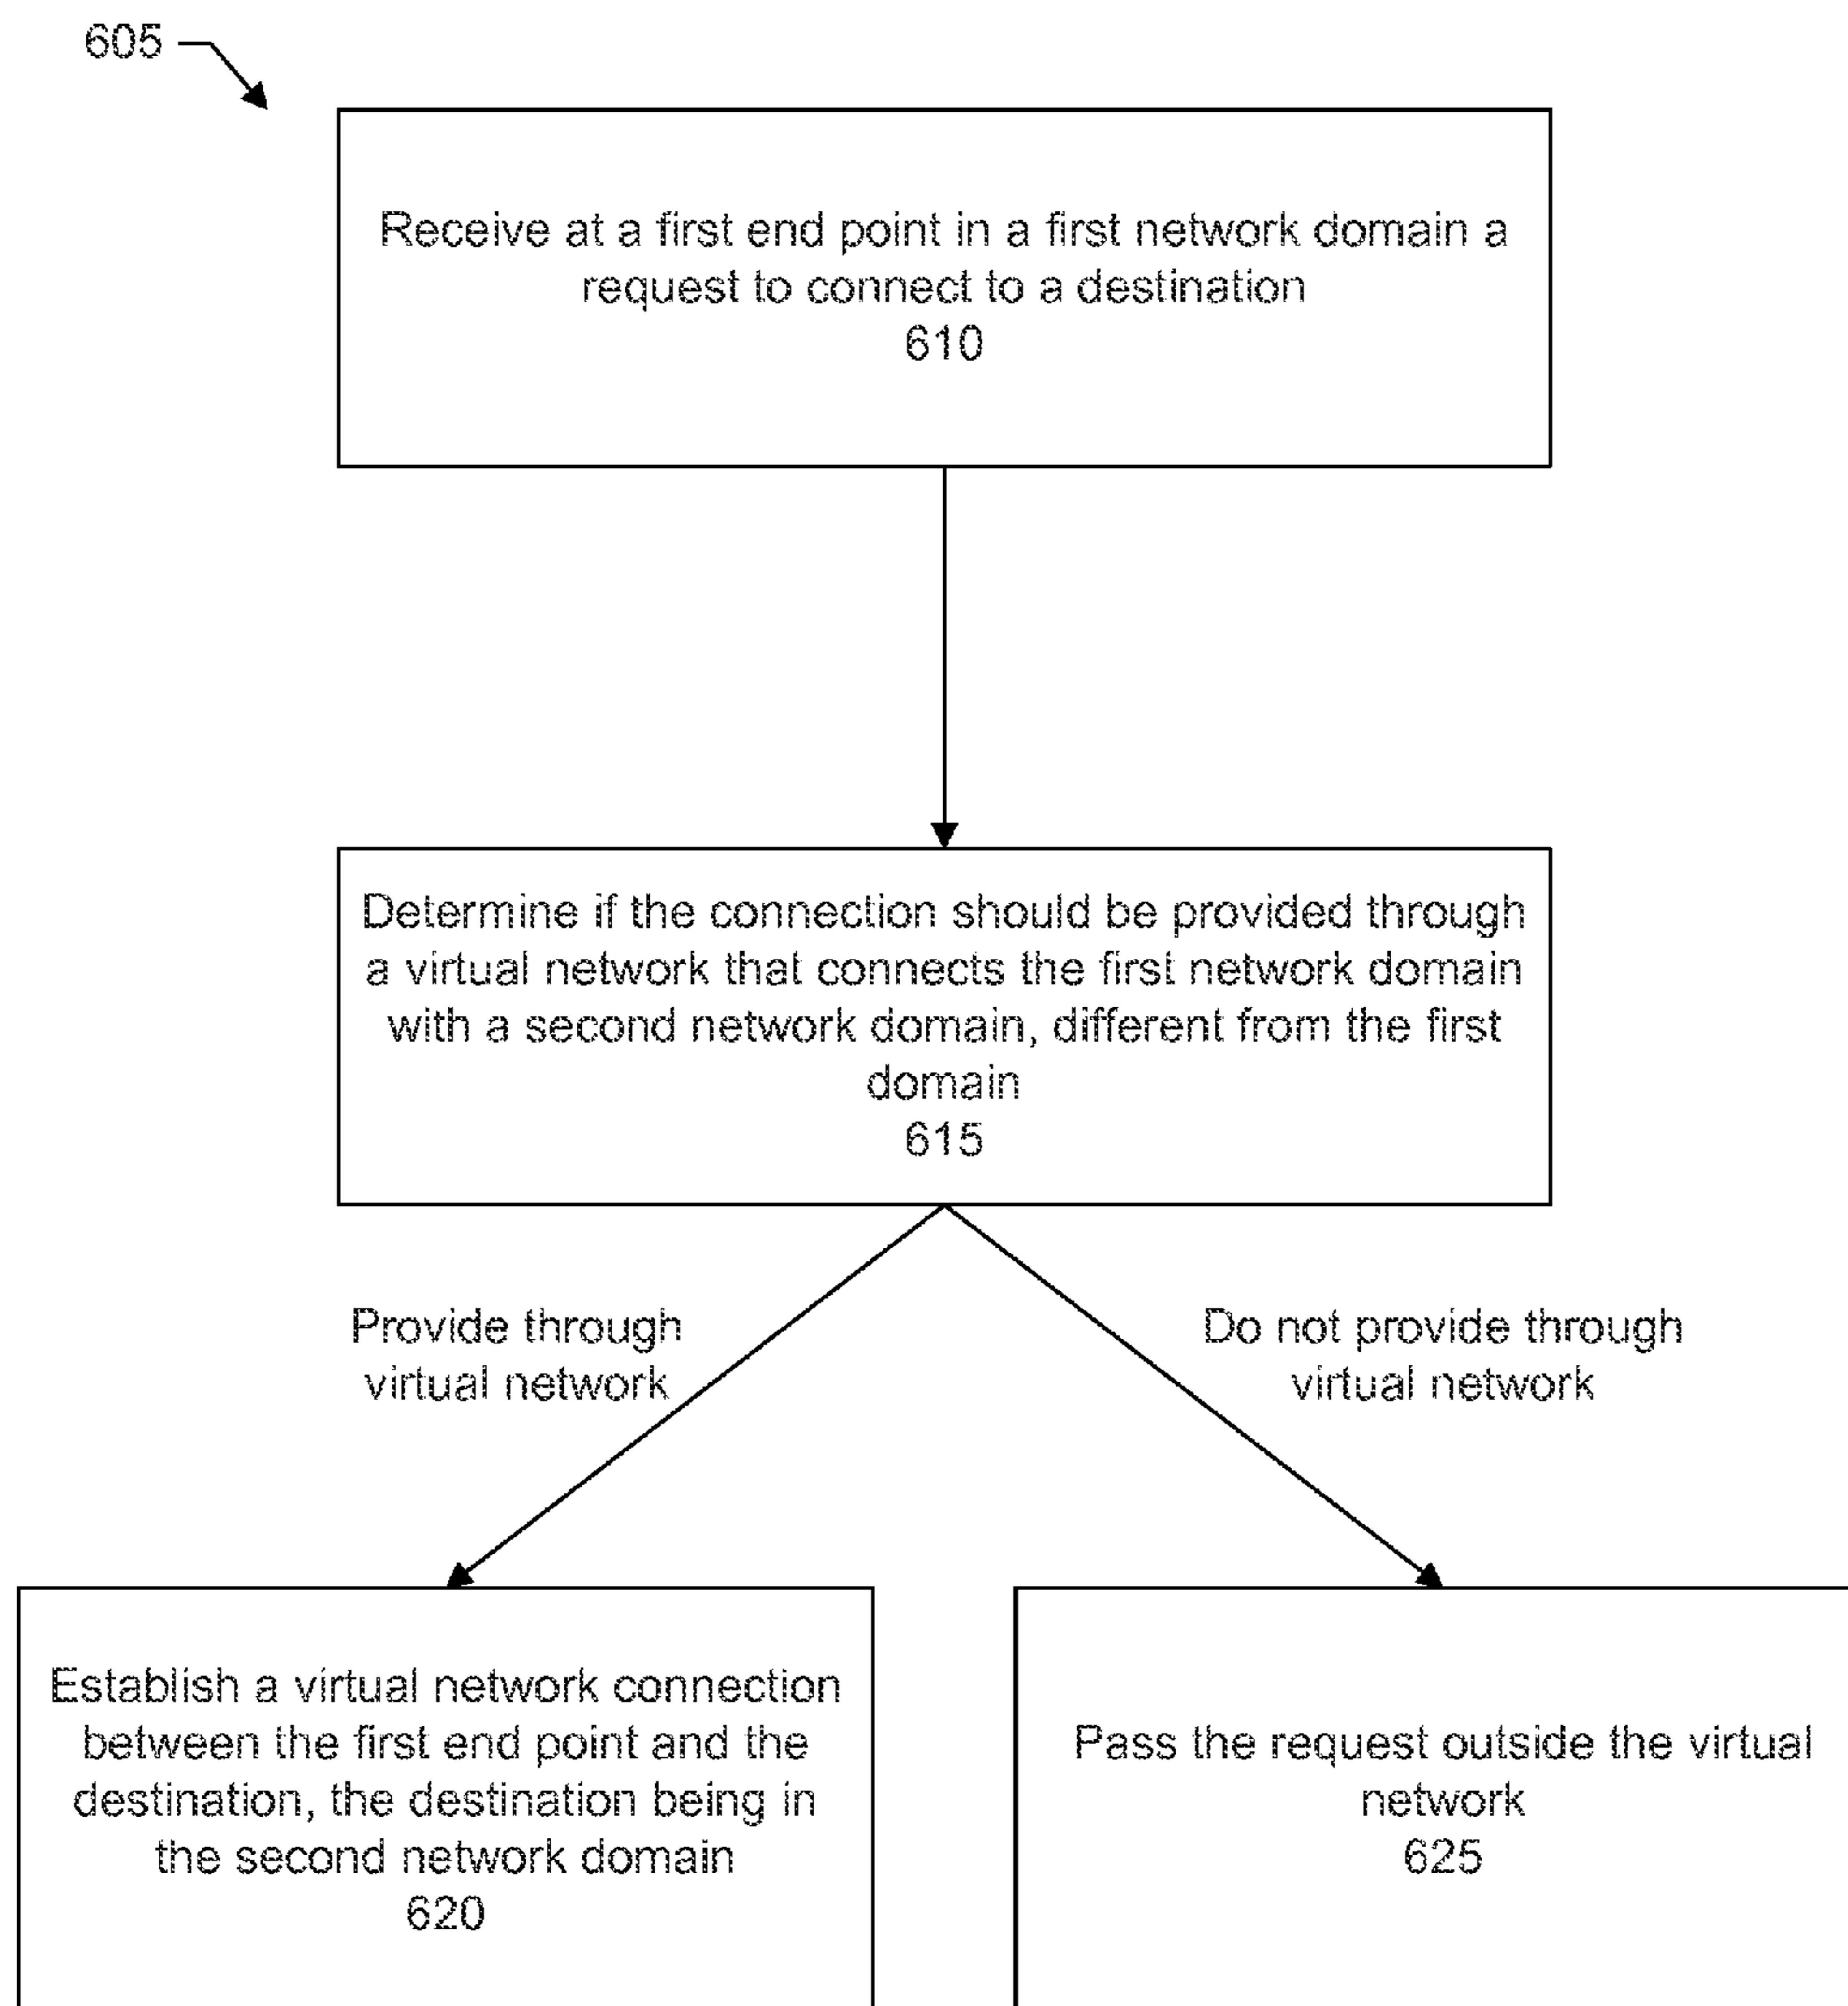 605
Receive at a first end point in a first network domain a
request to connect to a destination
610
Determine if the connection should be provided through
a virtual network that connects the first network domain
with a second network domain, different from the first
domain
615
Provide through
virtual network
Do not provide through
virtual network
Establish a virtual network connection
between the first end point and the
destination, the destination being in
the second network domain
620
Pass the request outside the virtual
network
625